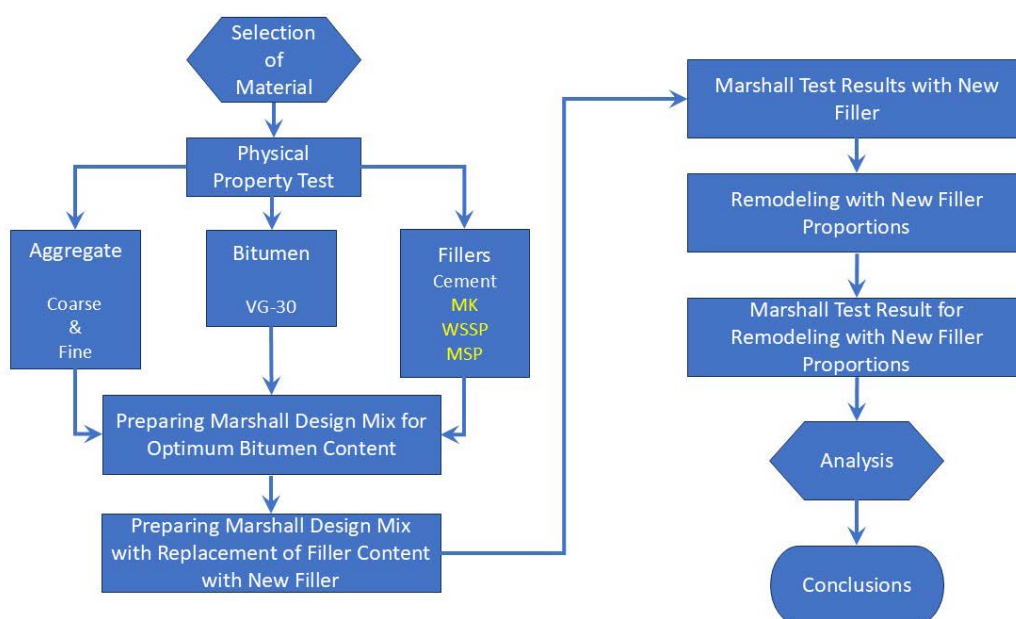 Selection
of
Material
Physical
Property Test
Aggregate
Coarse
&
Fine
Bitumen
VG-30
Fillers
Cement
MK
WSSP
MSP
Preparing Marshall Design Mix for
Optimum Bitumen Content
Preparing Marshall Design Mix
with Replacement of Filler Content
with New Filler
Marshall Test Results with New
Filler
Remodeling with New Filler
Proportions
Marshall Test Result for
Remodeling with New Filler
Proportions
Analysis
Conclusions